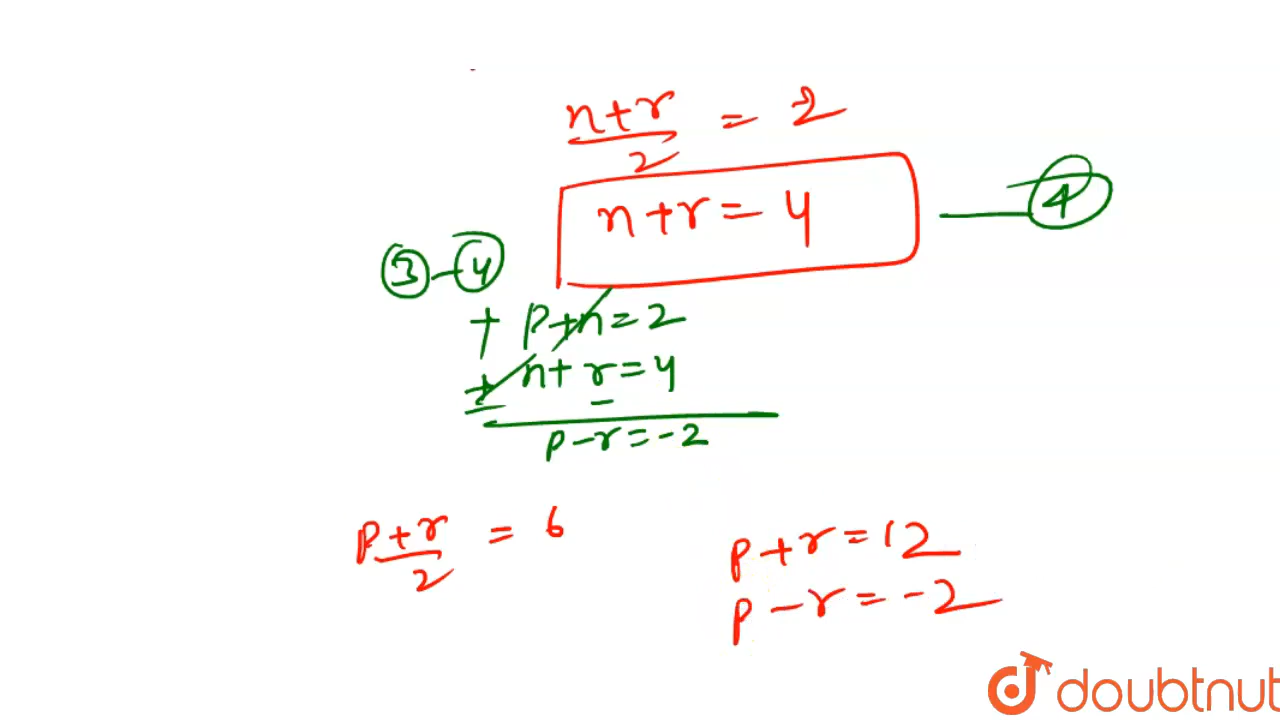 n+r/2 = 2
n+r=4 ④
③-④
+ p+n=2
± n+r=4
-
p-r=-2
p+r/2 = 6
p+r=12
p-r=-2
doubtnut